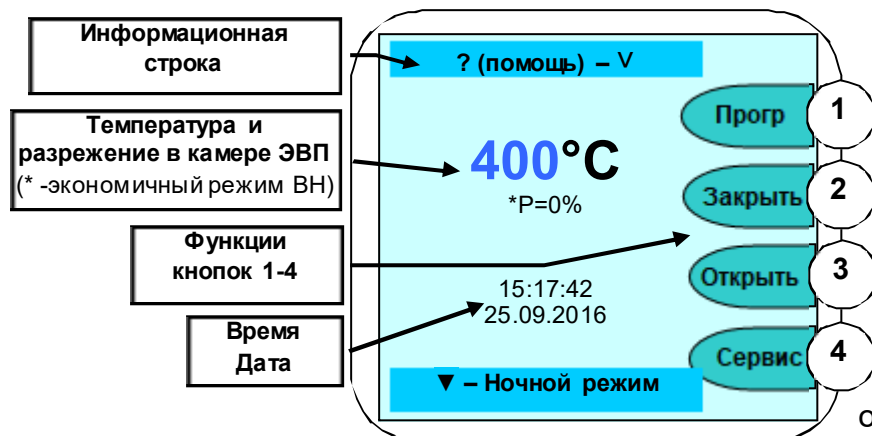 Информационная
строка
Температура и
разрежение в камере ЭВП
(* -экономичный режим ВН)
Функции
кнопок 1-4
Время
Дата
? (помощь) – V
400°C
*P=0%
15:17:42
25.09.2016
▼ – Ночной режим
Прогр
1
Закрыть
2
Открыть
3
Сервис
4
О